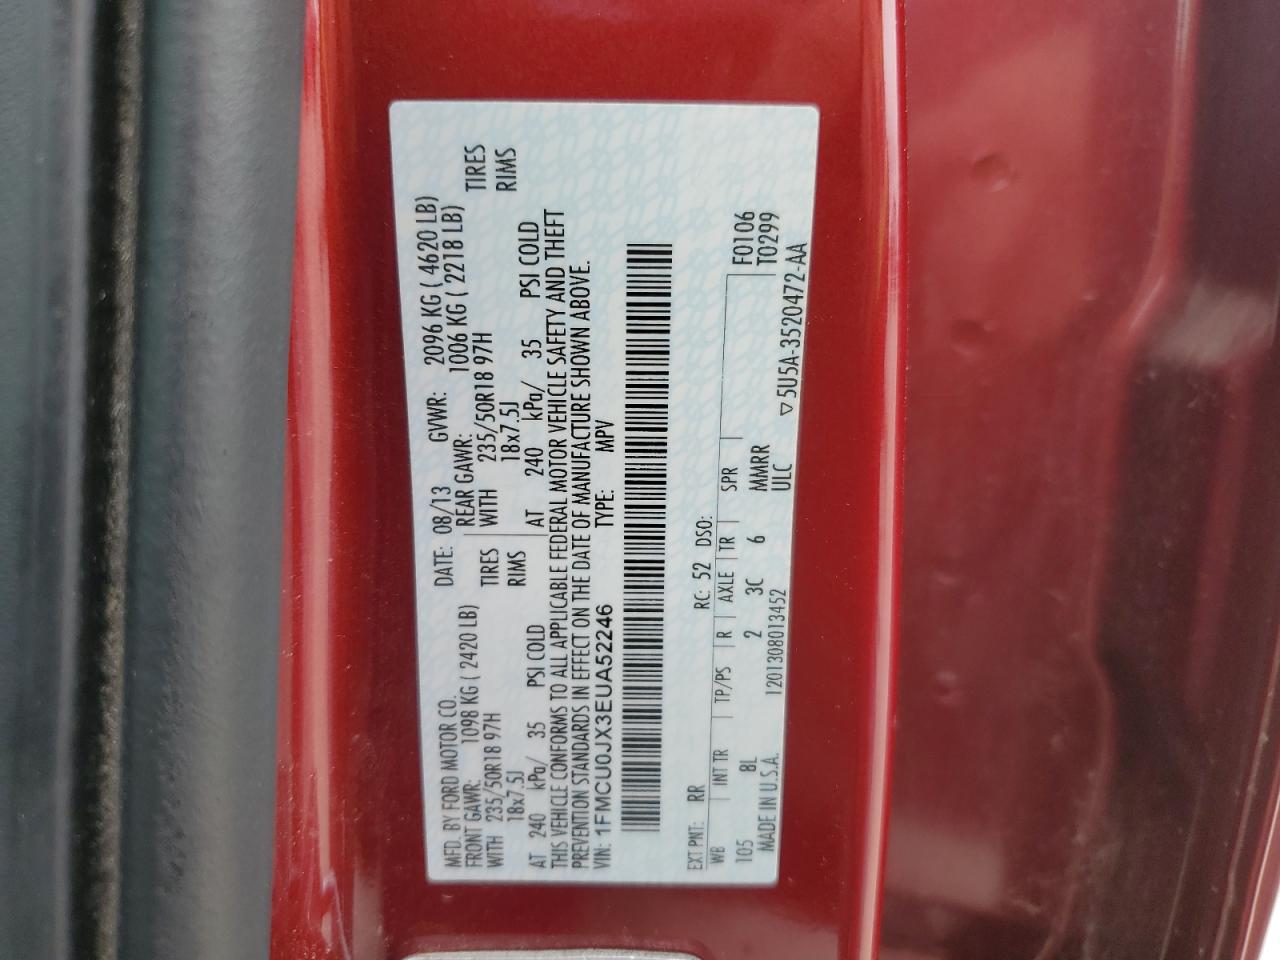 MFD. BY FORD MOTOR CO.
DATE: 08/13 GVWR: 2096 KG ( 4620 LB)
FRONT GAWR: 1098 KG ( 2420 LB) REAR GAWR: 1006 KG ( 2218 LB)
WITH 235/50R18 97H TIRES WITH 235/50R18 97H TIRES
18x7.5J RIMS 18x7.5J RIMS
AT 240 kPa/ 35 PSI COLD AT 240 kPa/ 35 PSI COLD
THIS VEHICLE CONFORMS TO ALL APPLICABLE FEDERAL MOTOR VEHICLE SAFETY AND THEFT
PREVENTION STANDARDS IN EFFECT ON THE DATE OF MANUFACTURE SHOWN ABOVE.
VIN: 1FMCU0JX3EUA52246 TYPE: MPV
EXT PNT: RR RC: 52 DSO: F0106
WB INT TR TP/PS R AXLE TR SPR T0299
105 8L 2 3C 6 MMRR
MADE IN U.S.A. 1201308013452 ULC ▽5U5A-3520472-AA